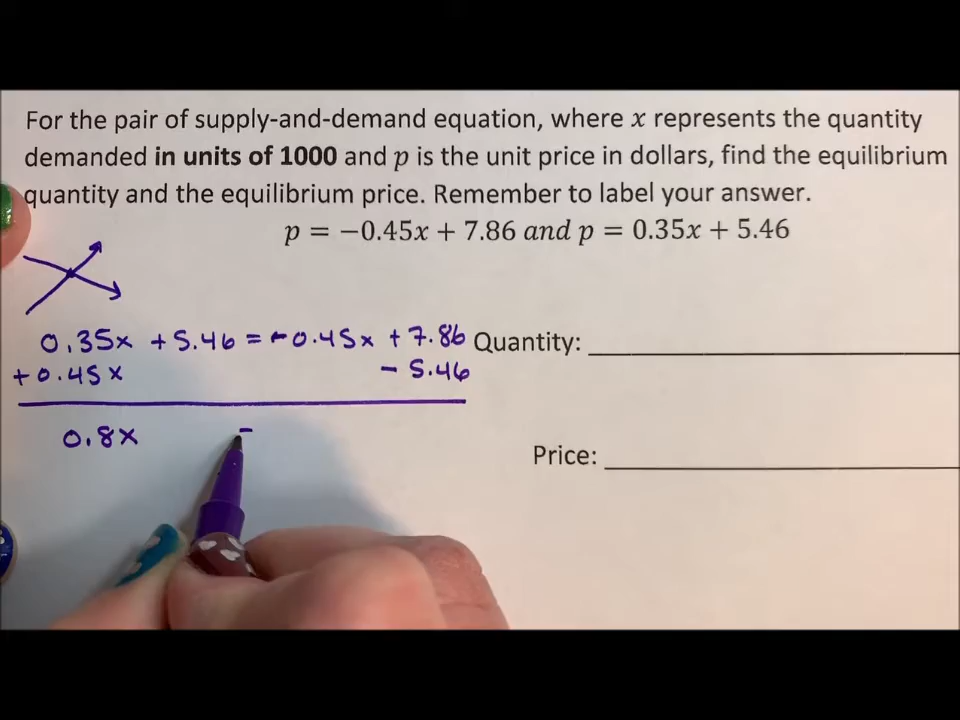 For the pair of supply-and-demand equation, where x represents the quantity
demanded in units of 1000 and p is the unit price in dollars, find the equilibrium
quantity and the equilibrium price. Remember to label your answer.
p = −0.45x + 7.86 and p = 0.35x + 5.46
0.35x + 5.46 = -0.45x + 7.86
Quantity:
+ 0.45x - 5.46
0.8x =
Price: